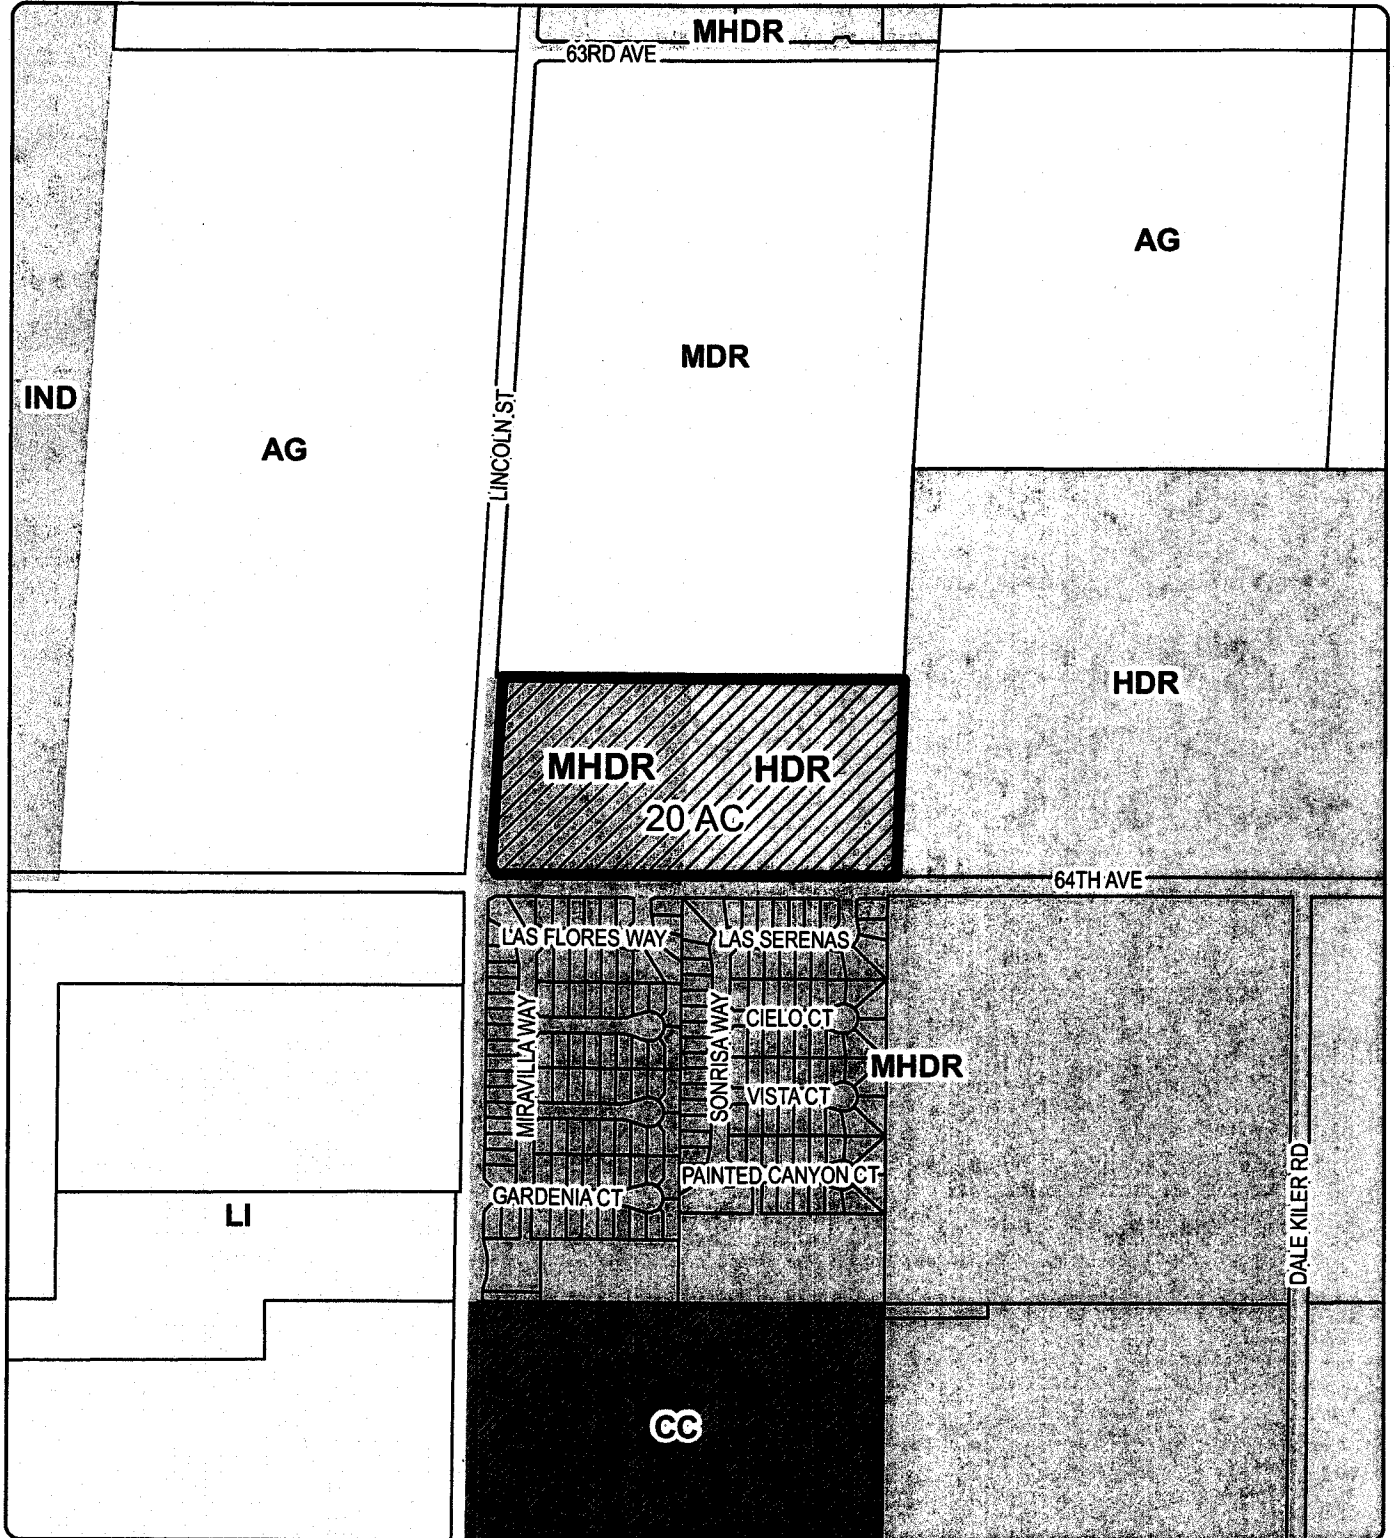 MHDR
63RD AVE
AG
MDR
IND
LINCOLN ST
AG
HDR
MHDR
HDR
20 AC
64TH AVE
LAS FLORES WAY
LAS SERENAS
MIRAVILLA WAY
SONRISA WAY
CIELO CT
MHDR
VISTA CT
PAINTED CANYON CT
GARDENIA CT
LI
DALE KILER RD
CC